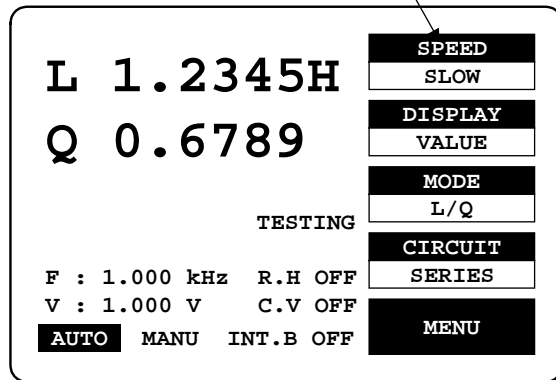 L 1.2345H
Q 0.6789
TESTING
F : 1.000 kHz R.H OFF
V : 1.000 V C.V OFF
AUTO MANU INT.B OFF
SPEED
SLOW
DISPLAY
VALUE
MODE
L/Q
CIRCUIT
SERIES
MENU